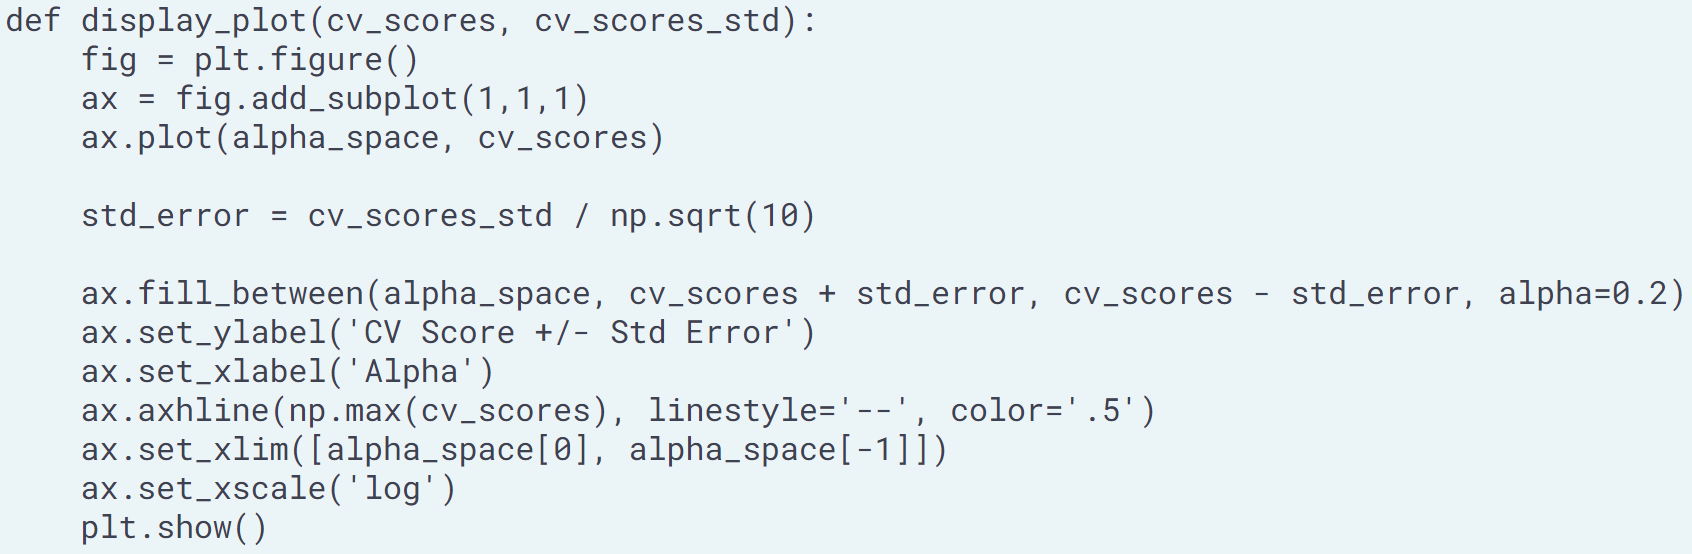 def display_plot(cv_scores, cv_scores_std):
    fig = plt.figure()
    ax = fig.add_subplot(1,1,1)
    ax.plot(alpha_space, cv_scores)

    std_error = cv_scores_std / np.sqrt(10)

    ax.fill_between(alpha_space, cv_scores + std_error, cv_scores - std_error, alpha=0.2)
    ax.set_ylabel('CV Score +/- Std Error')
    ax.set_xlabel('Alpha')
    ax.axhline(np.max(cv_scores), linestyle='--', color='.5')
    ax.set_xlim([alpha_space[0], alpha_space[-1]])
    ax.set_xscale('log')
    plt.show()